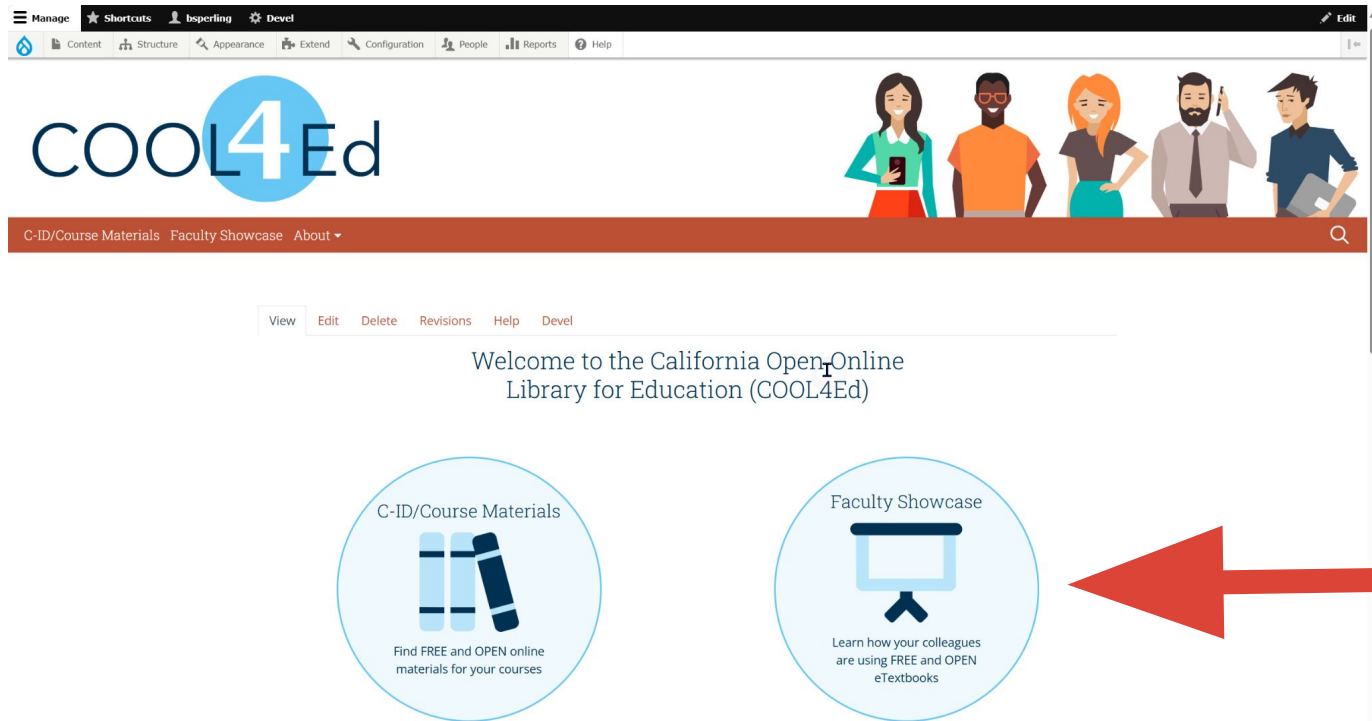 Manage Shortcuts bsperling Devel Edit
Content Structure Appearance Extend Configuration People Reports Help
COOL4Ed
C-ID/Course Materials Faculty Showcase About
View Edit Delete Revisions Help Devel
Welcome to the California Open Online
Library for Education (COOL4Ed)
C-ID/Course Materials
Find FREE and OPEN online
materials for your courses
Faculty Showcase
Learn how your colleagues
are using FREE and OPEN
eTextbooks